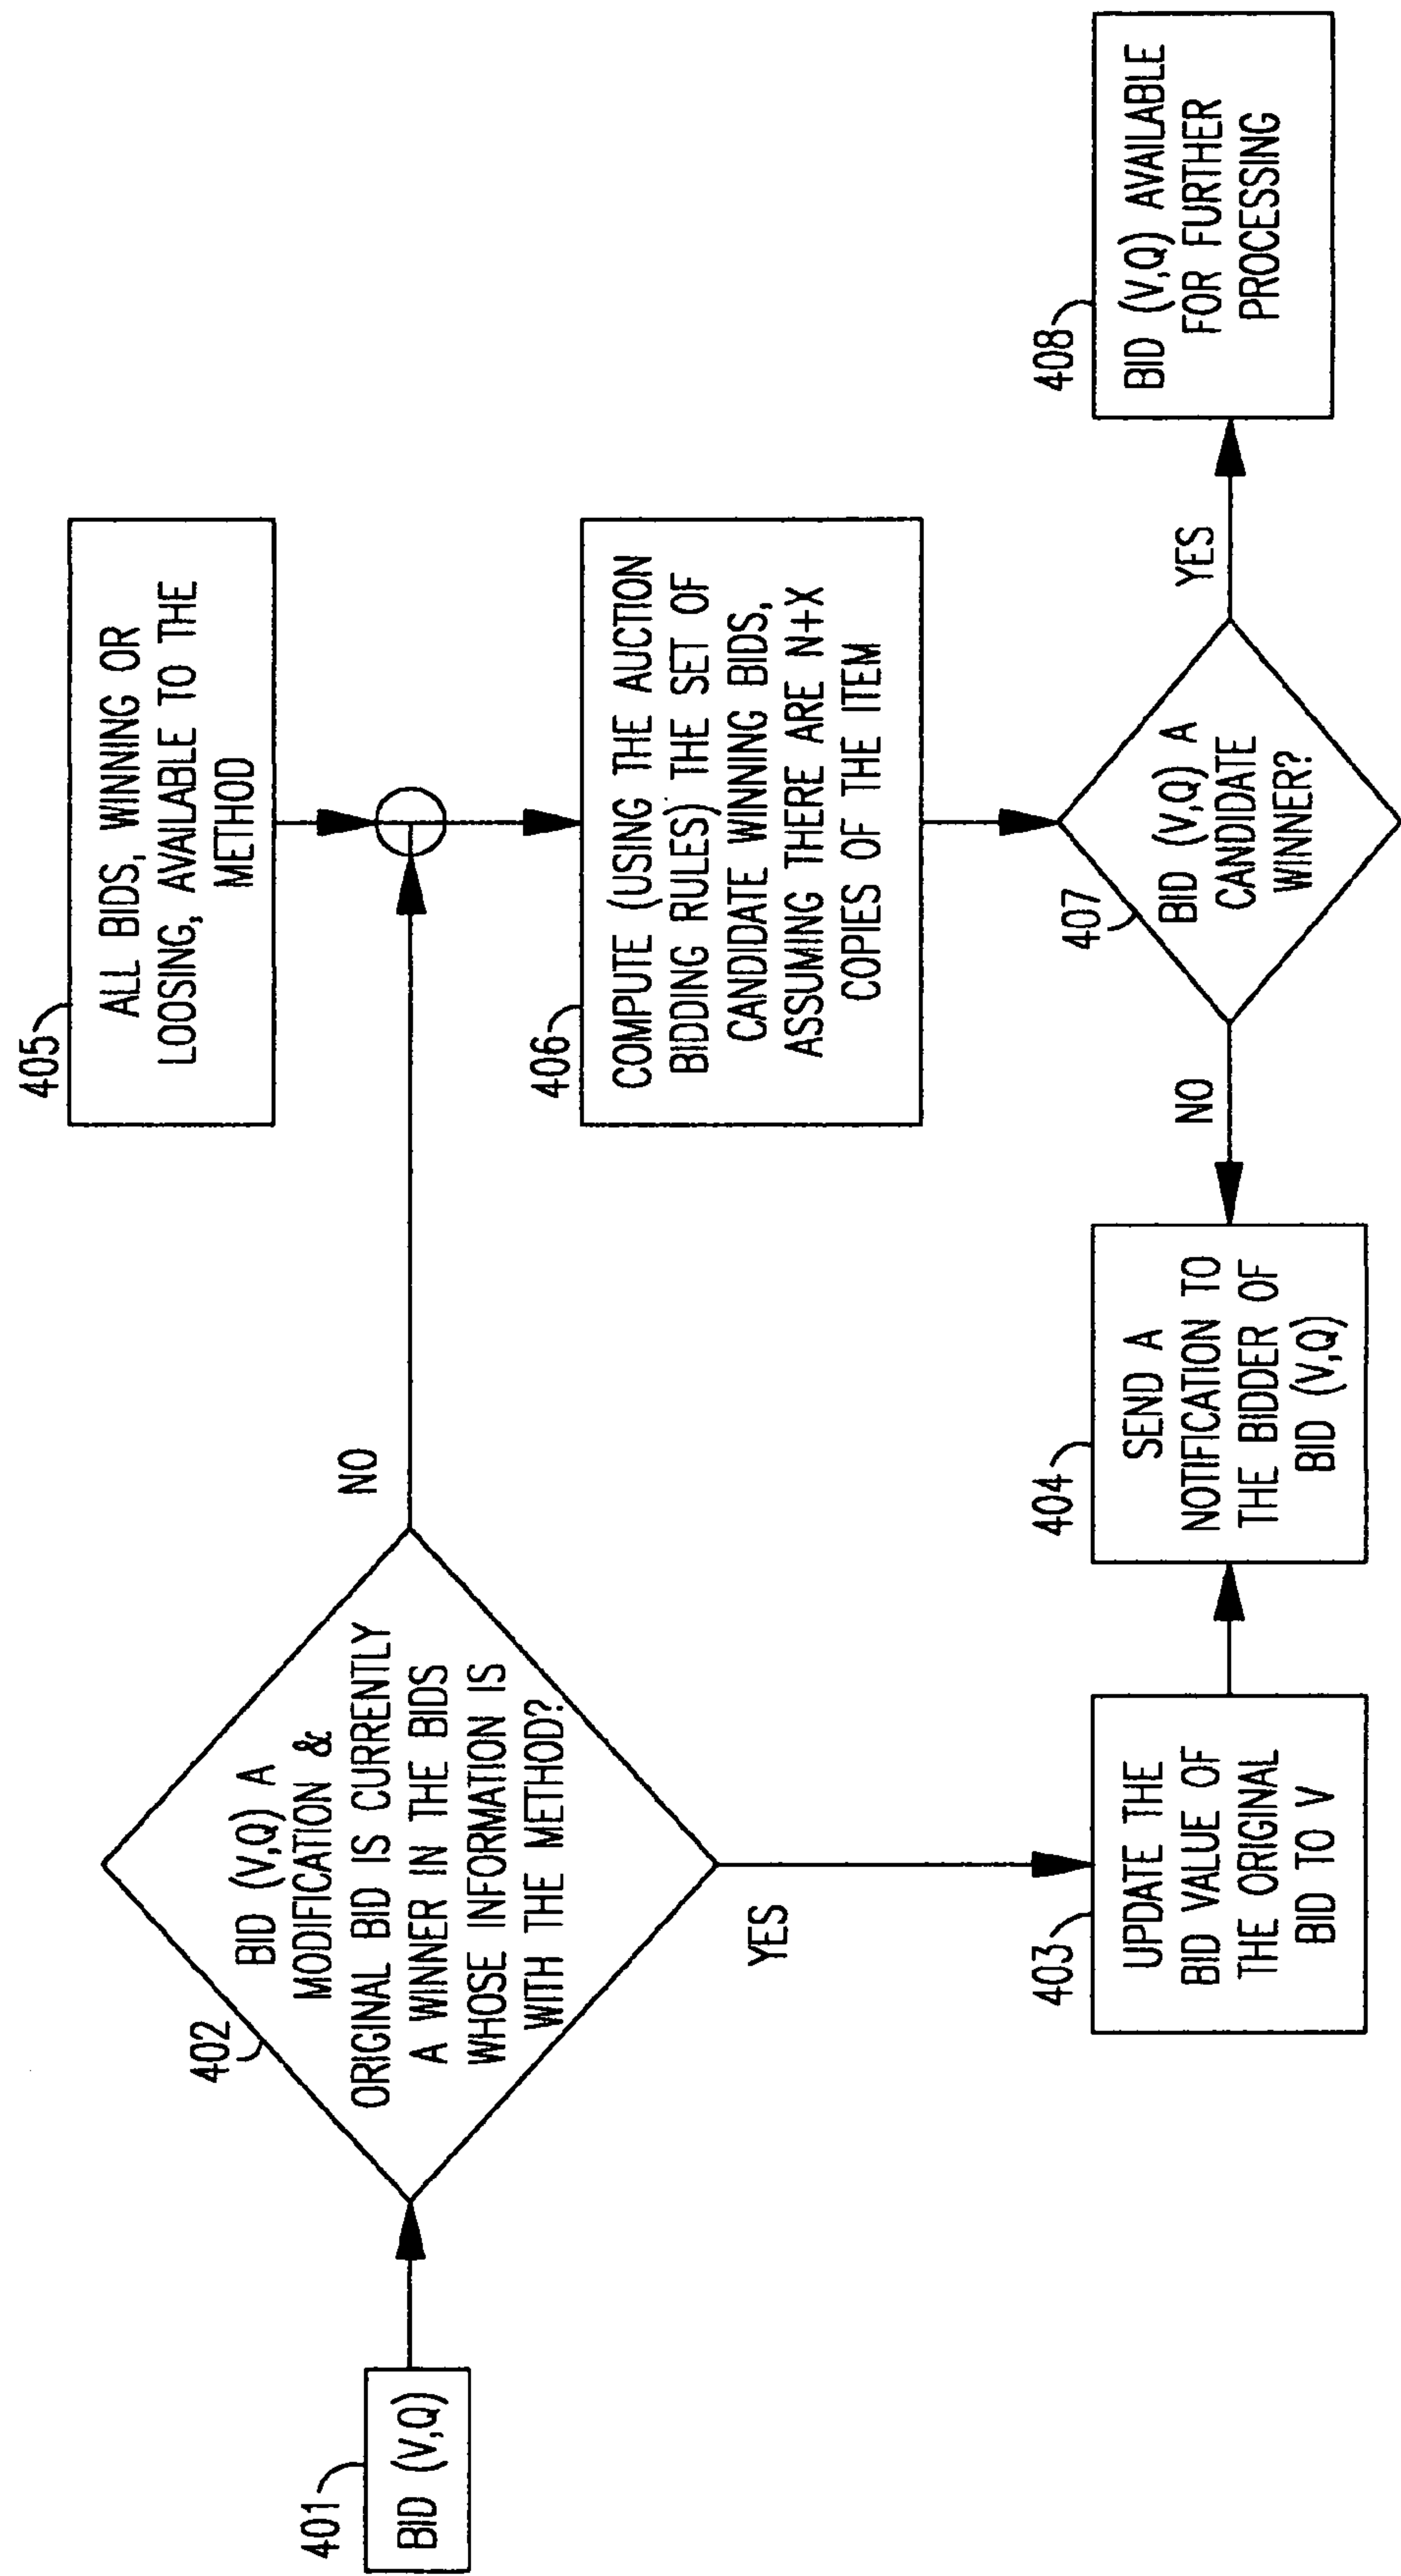 401
BID (V,Q)
402
BID (V,Q) A
MODIFICATION &
ORIGINAL BID IS CURRENTLY
A WINNER IN THE BIDS
WHOSE INFORMATION IS
WITH THE METHOD?
NO
YES
403
UPDATE THE
BID VALUE OF
THE ORIGINAL
BID TO V
404
SEND A
NOTIFICATION TO
THE BIDDER OF
BID (V,Q)
405
ALL BIDS, WINNING OR
LOOSING, AVAILABLE TO THE
METHOD
406
COMPUTE (USING THE AUCTION
BIDDING RULES) THE SET OF
CANDIDATE WINNING BIDS,
ASSUMING THERE ARE N+X
COPIES OF THE ITEM
407
BID (V,Q) A
CANDIDATE
WINNER?
NO
YES
408
BID (V,Q) AVAILABLE
FOR FURTHER
PROCESSING